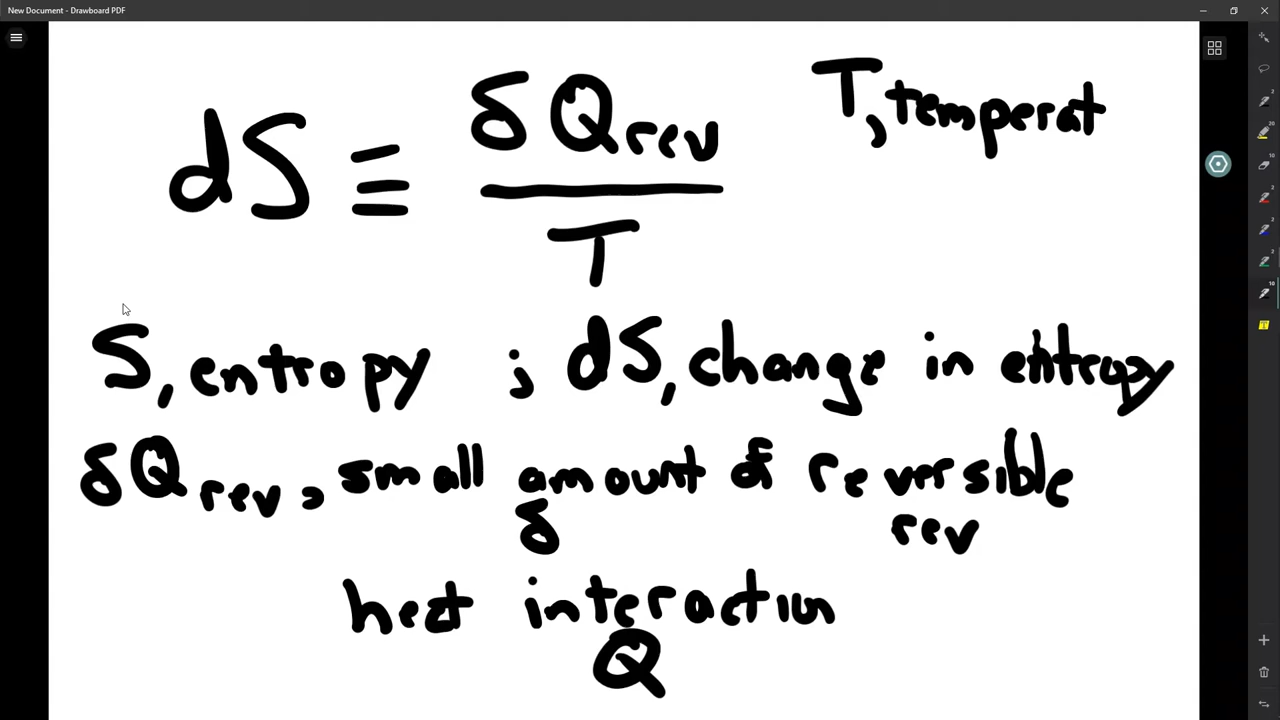 New Document - Drawboard PDF
T, temperat
dS ≡ δQrev / T
S, entropy ; dS, change in entropy
δQrev, small amount of reversible
δ rev
heat interaction
Q